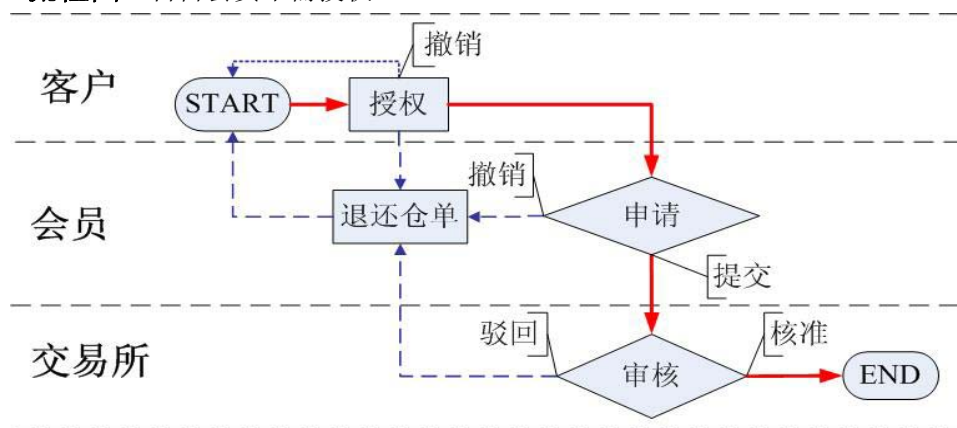 撤销
客户
START
授权
撤销
会员
退还仓单
申请
提交
驳回
核准
交易所
审核
END